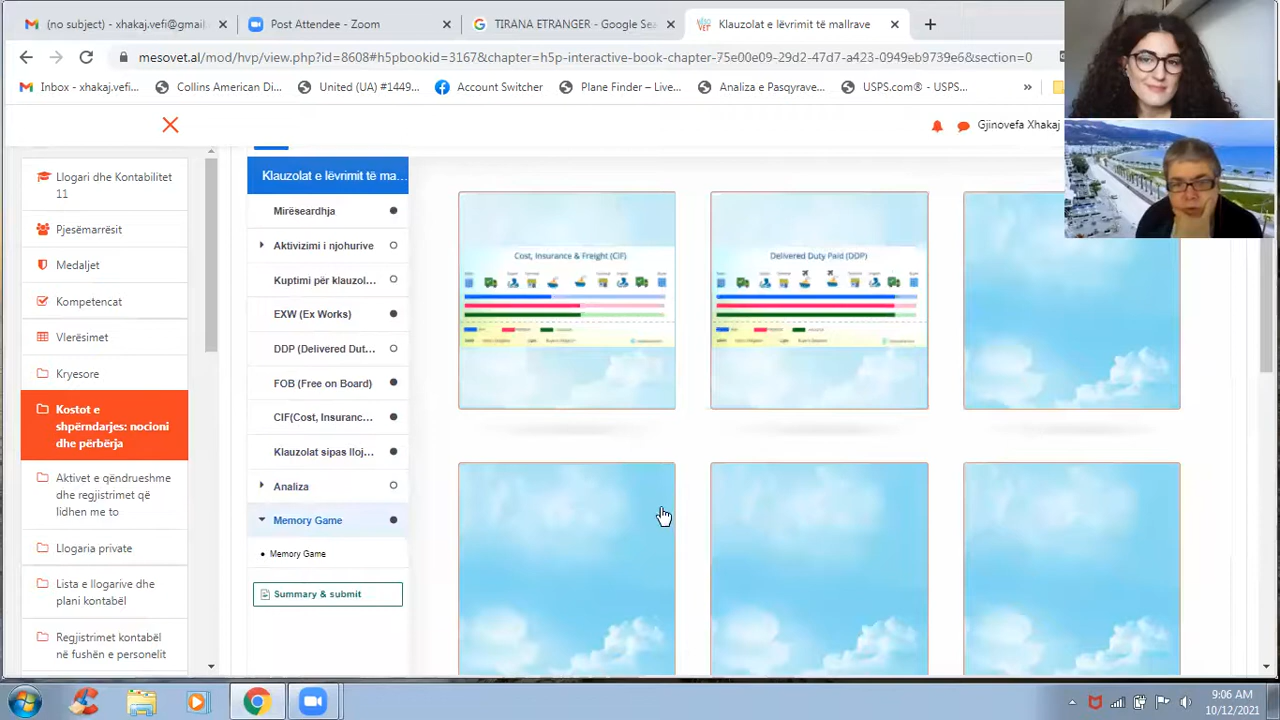 (no subject) - xhakaj.vefi@gmail
Post Attendee - Zoom
TIRANA ETRANGER - Google Sea
Klauzolat e lëvrimit të mallrave
mesovet.al/mod/hvp/view.php?id=8608#h5pbookid=3167&chapter=h5p-interactive-book-chapter-75e00e09-29d2-47d7-a423-0949eb9739e6&section=0
Inbox - xhakaj.vefi...
Collins American Di...
United [UA] #1449...
Account Switcher
Plane Finder – Live...
Analiza e Pasqyrave...
USPS.com® - USPS...
»
Gjinovefa Xhakaj
Llogari dhe Kontabilitet
11
Pjesëmarrësit
Medaljet
Kompetencat
Vlerësimet
Kryesore
Kostot e
shpërndarjes: nocioni
dhe përbërja
Aktivet e qëndrueshme
dhe regjistrimet që
lidhen me to
Llogaria private
Lista e llogarive dhe
plani kontabël
Regjistrimet kontabël
në fushën e personelit
Klauzolat e lëvrimit të ma...
Mirëseardhja
Aktivizimi i njohurive
Kuptimi për klauzol...
EXW (Ex Works)
DDP (Delivered Dut...
FOB (Free on Board)
CIF(Cost, Insuranc...
Klauzolat sipas lloj...
Analiza
Memory Game
Memory Game
Summary & submit
Cost, Insurance & Freight (CIF)
Delivered Duty Paid (DDP)
9:06 AM
10/12/2021